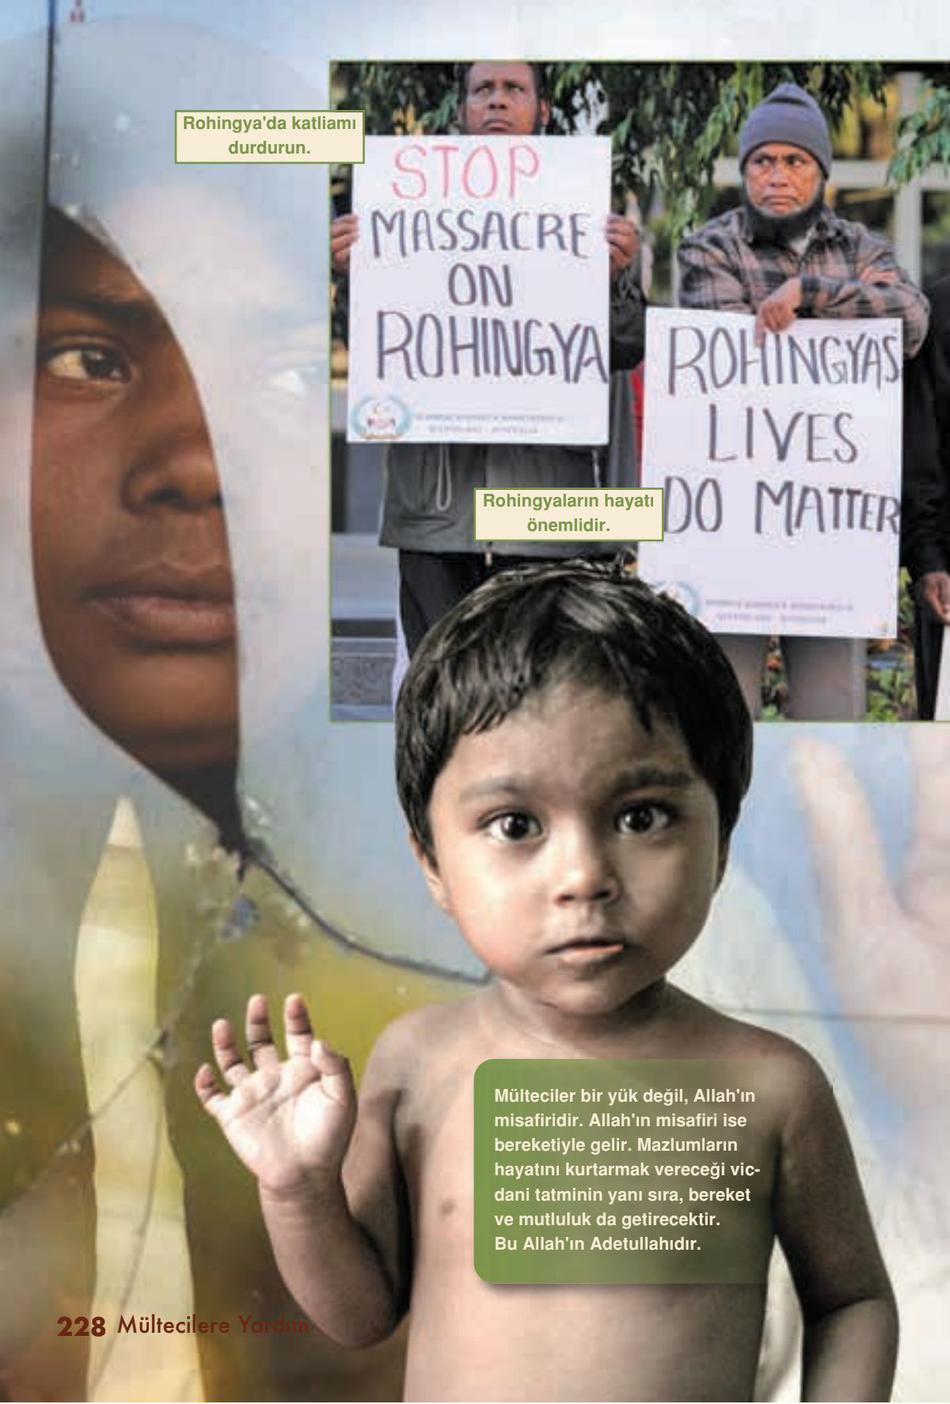 Rohingya'da katliamı
durdurun.
STOP
MASSACRE
ON
ROHINGYA
ROHINGYAS
LIVES
DO MATTER
Rohingyaların hayatı
önemlidir.
Mülteciler bir yük değil, Allah'ın
misafiridir. Allah'ın misafiri ise
bereketiyle gelir. Mazlumların
hayatını kurtarmak vereceği vic-
dani tatminin yanı sıra, bereket
ve mutluluk da getirecektir.
Bu Allah'ın Adetullahıdır.
228 Mültecilere Yardım